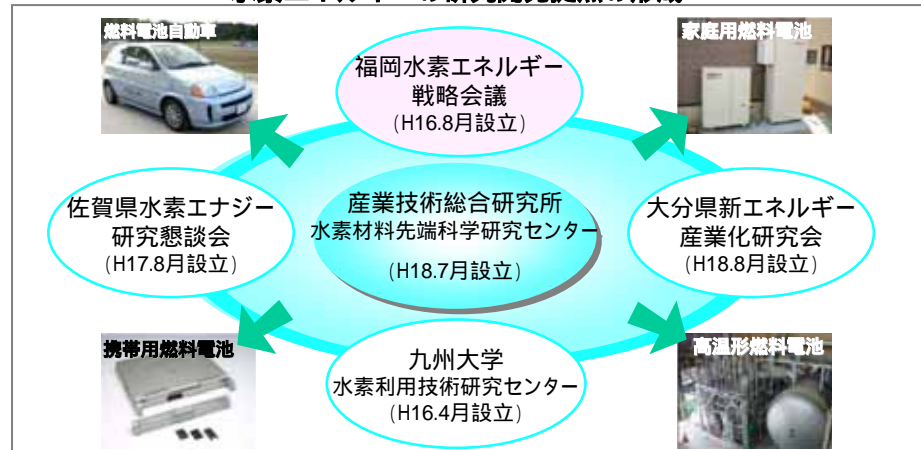 燃料電池自動車
家庭用燃料電池
福岡水素エネルギー
戦略会議
(H16.8月設立)
佐賀県水素エナジー
研究懇談会
(H17.8月設立)
産業技術総合研究所
水素材料先端科学研究センター
(H18.7月設立)
大分県新エネルギー
産業化研究会
(H18.8月設立)
携帯用燃料電池
九州大学
水素利用技術研究センター
(H16.4月設立)
高温形燃料電池